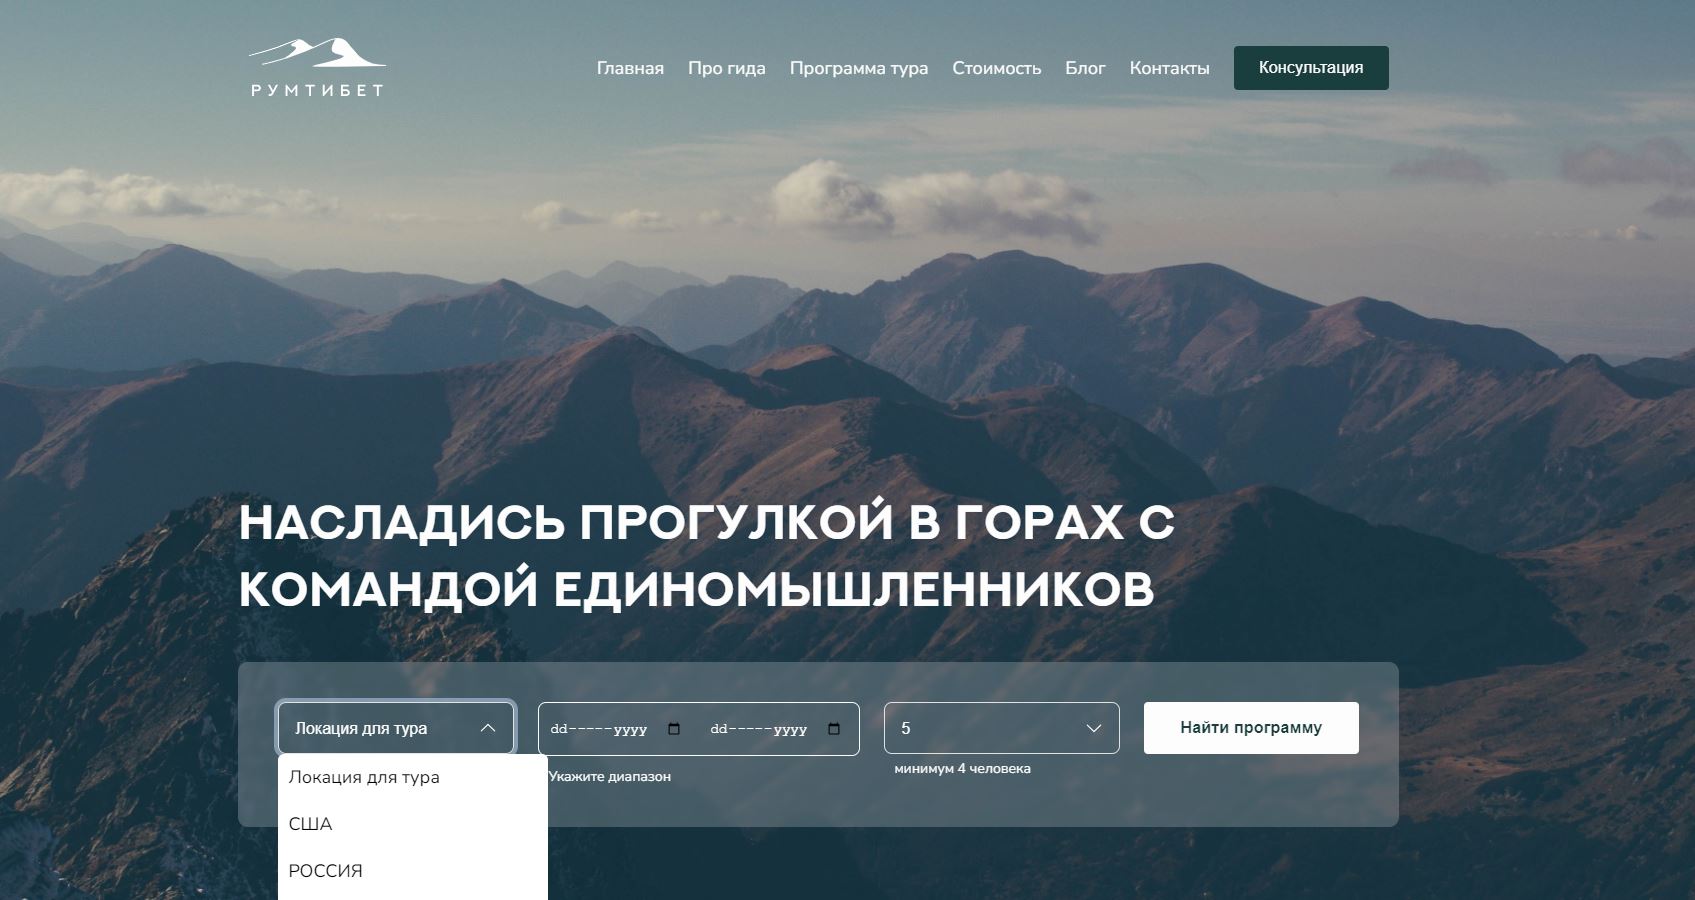 РУМТИБЕТ
Главная Про гида Программа тура Стоимость Блог Контакты Консультация
НАСЛАДИСЬ ПРОГУЛКОЙ В ГОРАХ С
КОМАНДОЙ ЕДИНОМЫШЛЕННИКОВ
Локация для тура dd-----yyyy dd-----yyyy 5 Найти программу
Укажите диапазон минимум 4 человека
Локация для тура
США
РОССИЯ